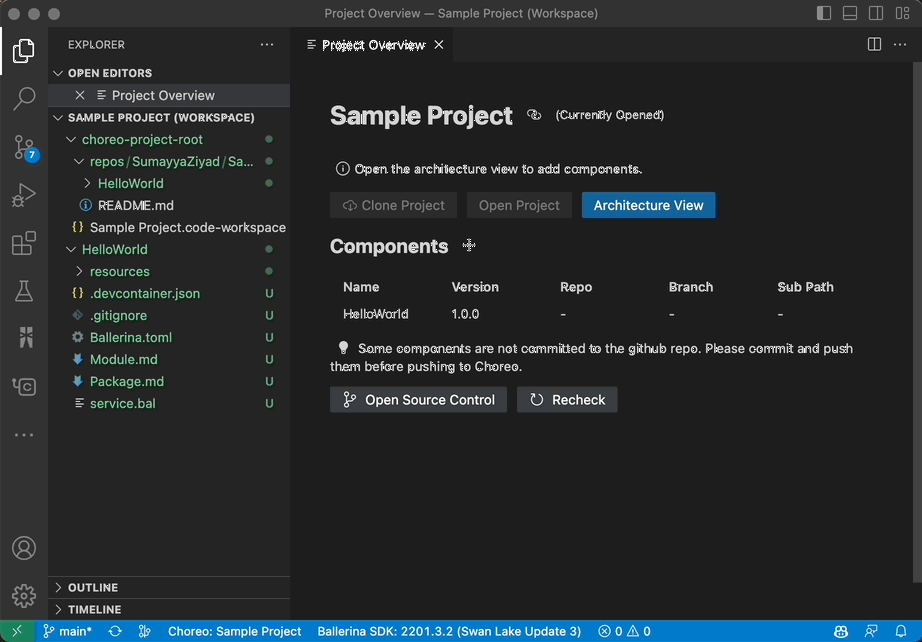 Project Overview — Sample Project (Workspace)
EXPLORER
Project Overview
OPEN EDITORS
Project Overview
SAMPLE PROJECT (WORKSPACE)
choreo-project-root
repos / SumayyaZiyad / Sa...
HelloWorld
README.md
Sample Project.code-workspace
HelloWorld
resources
.devcontainer.json U
.gitignore U
Ballerina.toml U
Module.md U
Package.md U
service.bal U
OUTLINE
TIMELINE
7
Sample Project (Currently Opened)
Open the architecture view to add components.
Clone Project Open Project Architecture View
Components
Name Version Repo Branch Sub Path
HelloWorld 1.0.0 - - -
Some components are not committed to the github repo. Please commit and push
them before pushing to Choreo.
Open Source Control Recheck
main* Choreo: Sample Project Ballerina SDK: 2201.3.2 (Swan Lake Update 3) 0 0